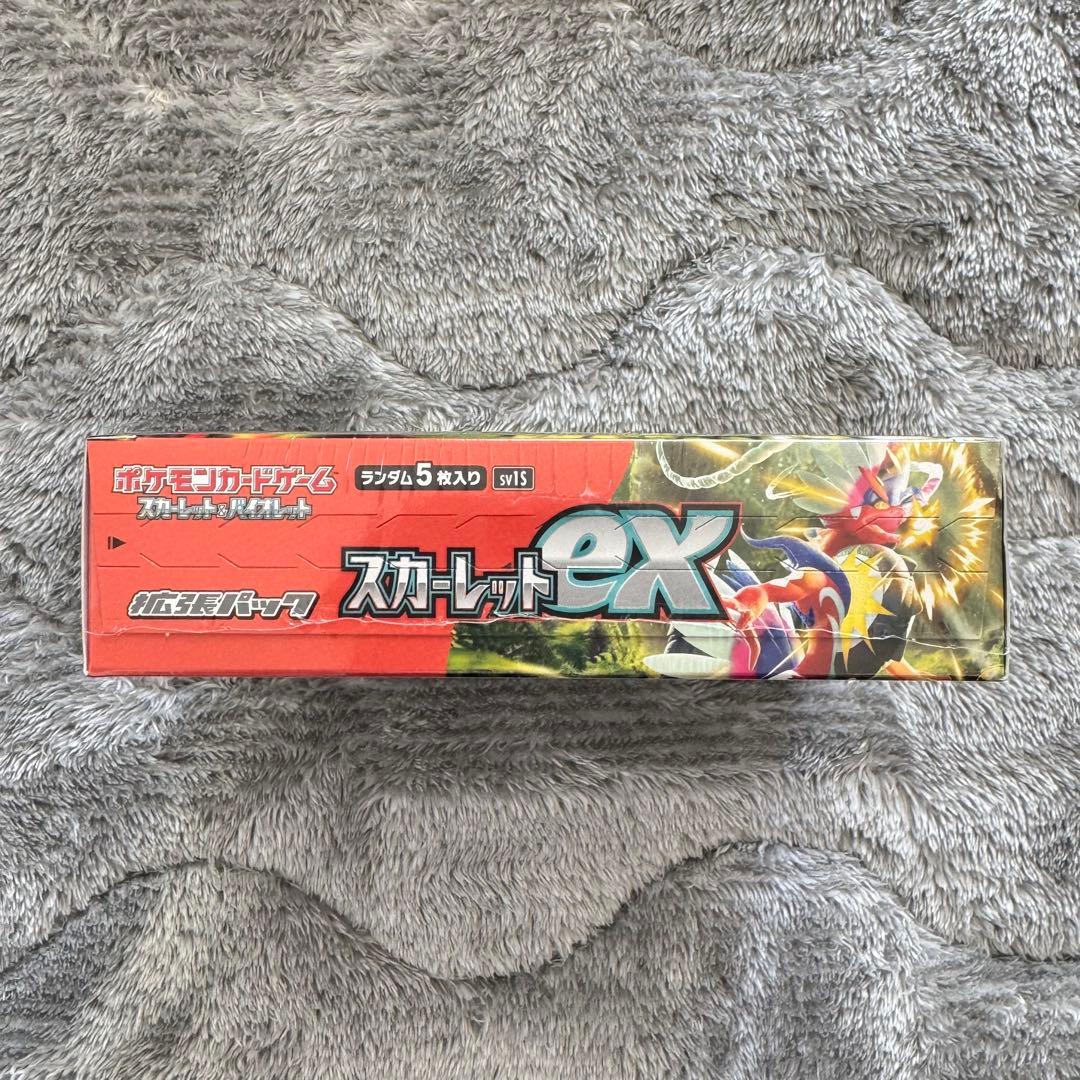 ポケモンカードゲーム
スカーレット&バイオレット
ランダム5枚入り SV1S
スカーレットex
拡張パック